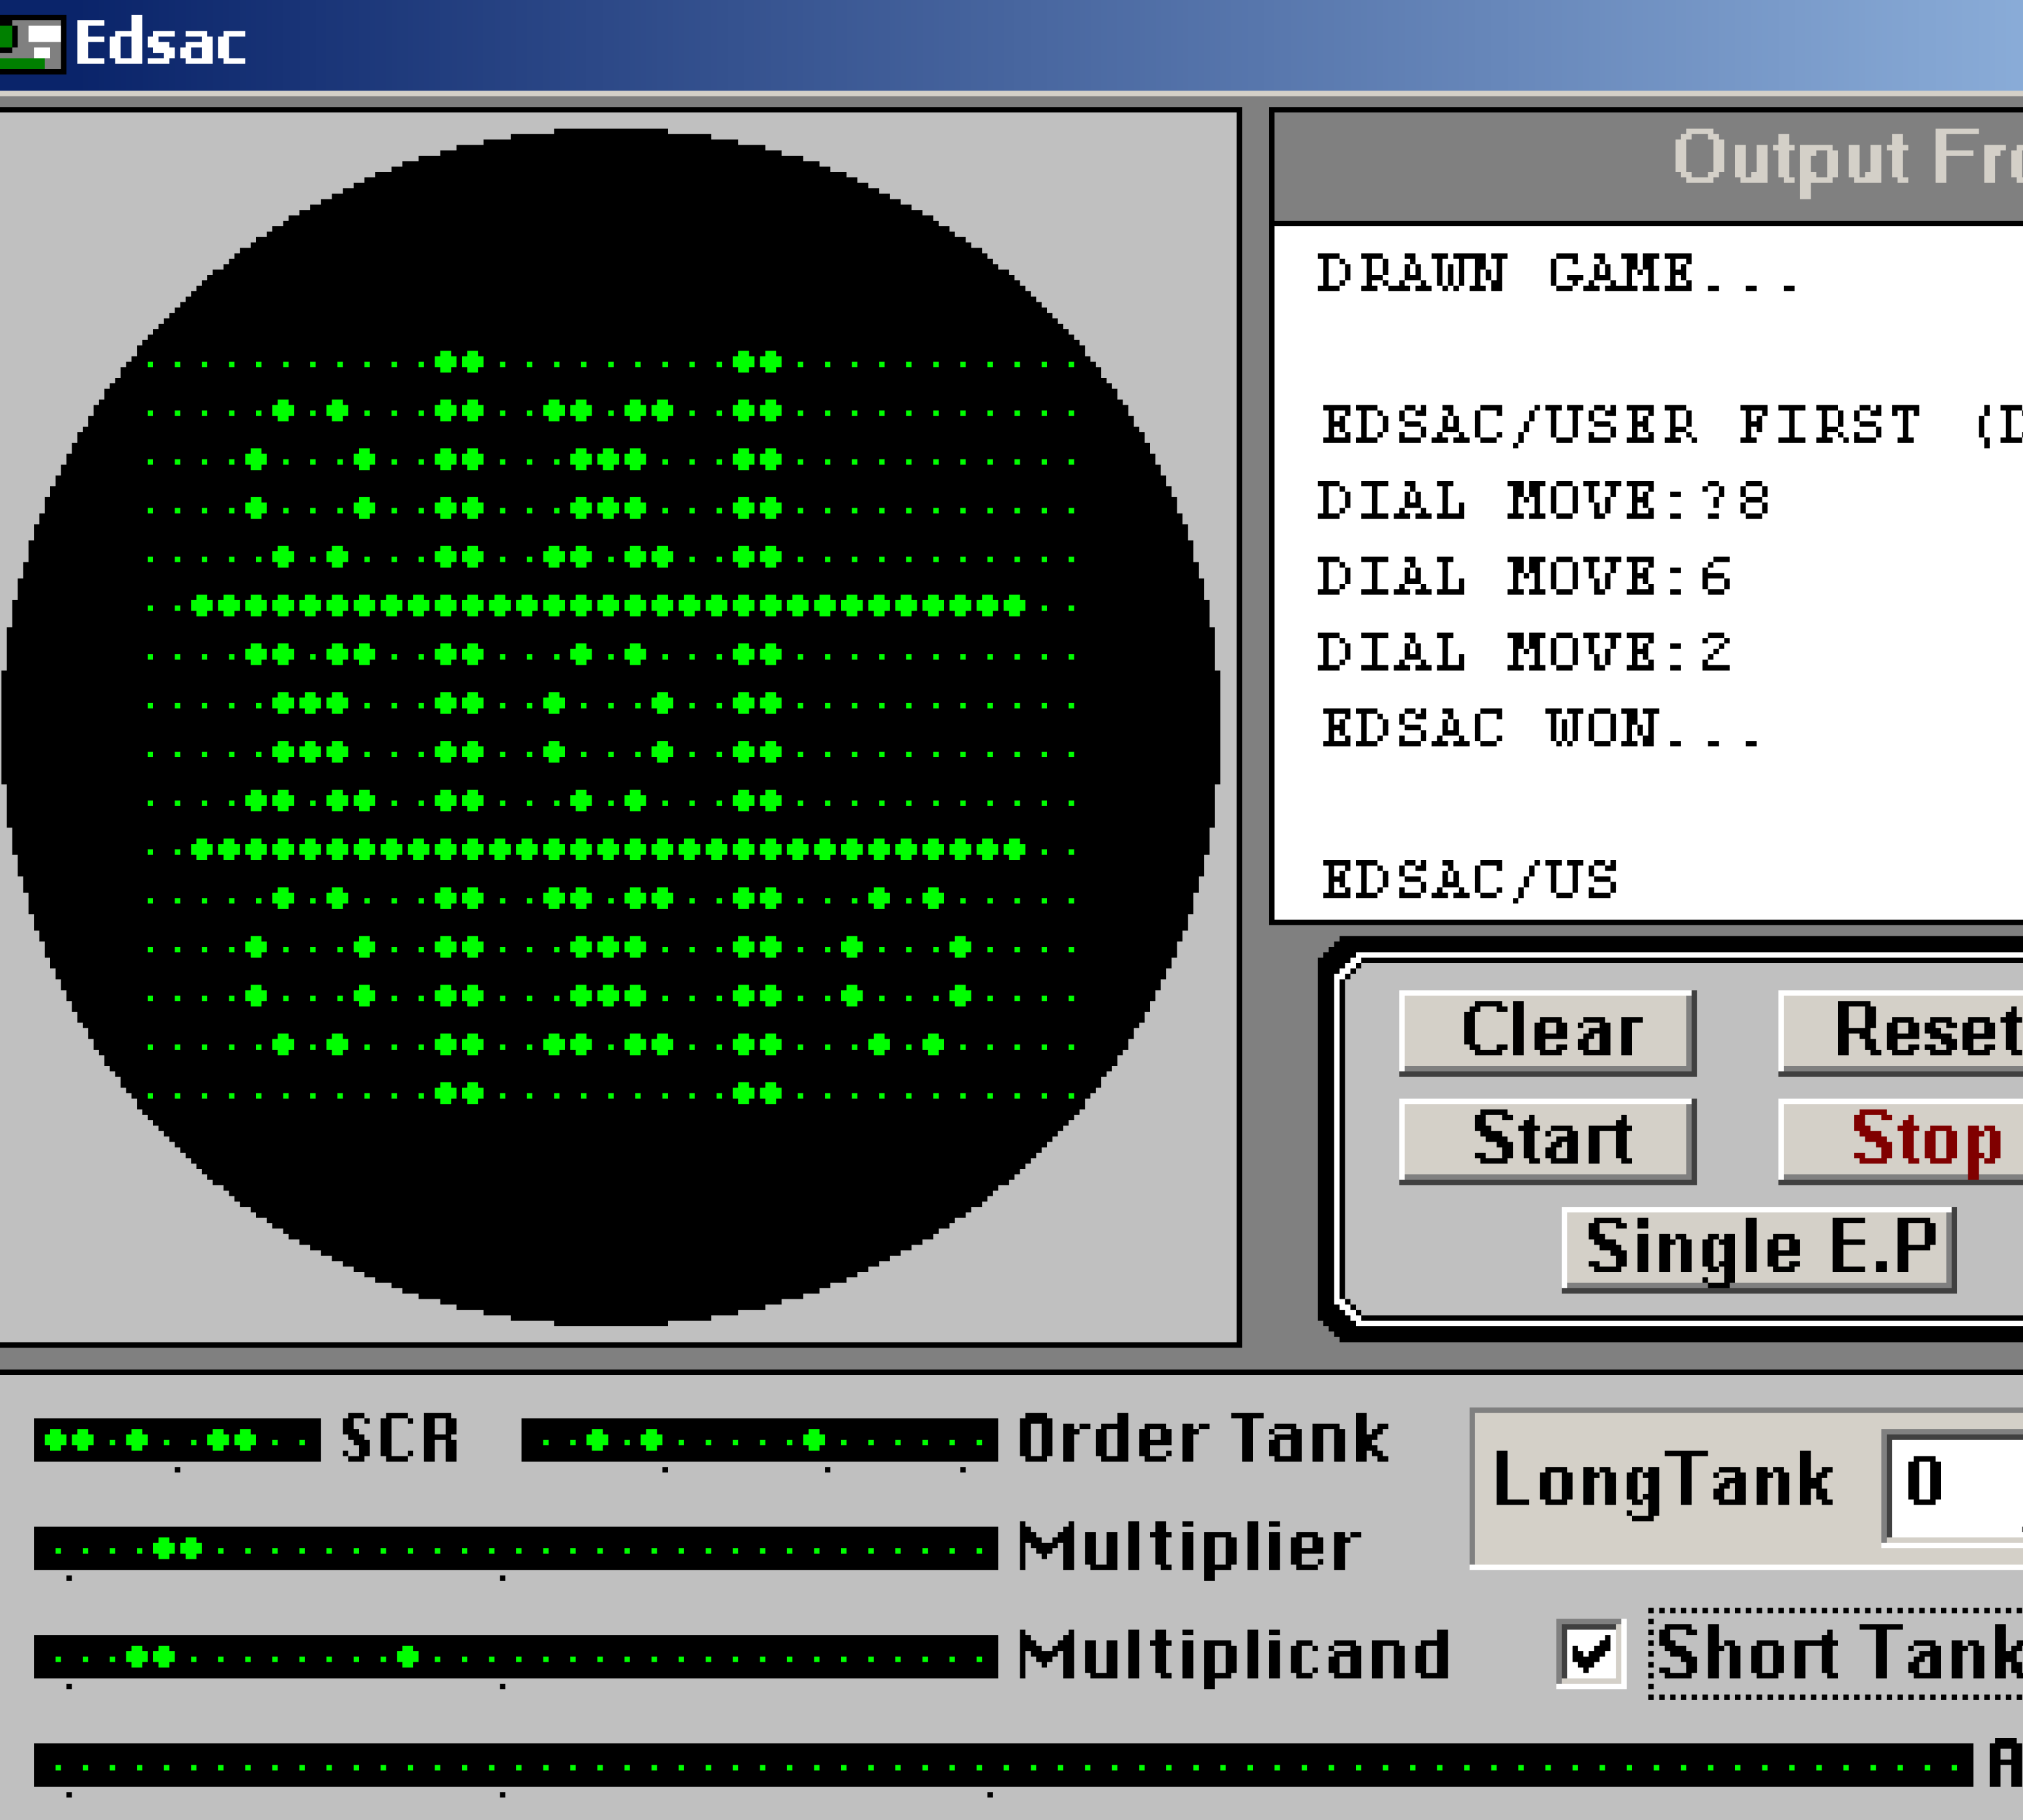 Edsac
Output Fro
DRAWN GAME...
EDSAC/USER FIRST (D
DIAL MOVE:?8
DIAL MOVE:6
DIAL MOVE:2
EDSAC WON...
EDSAC/US
Clear
Reset
Start
Stop
Single E.P
SCR
Order Tank
LongTank 0
Multiplier
Multiplicand
Short Tank
A